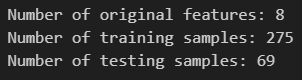 Number of original features: 8
Number of training samples: 275
Number of testing samples: 69